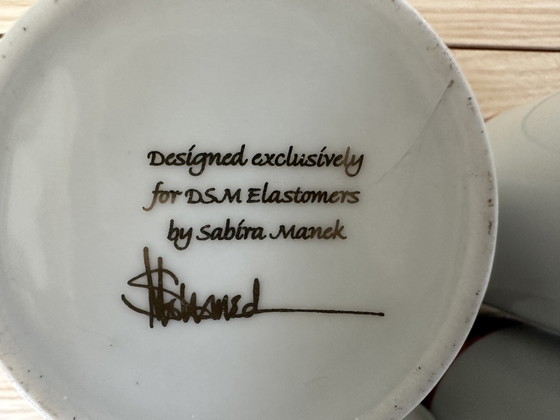 Designed exclusively
for DSM Elastomers
by Sabira Manek